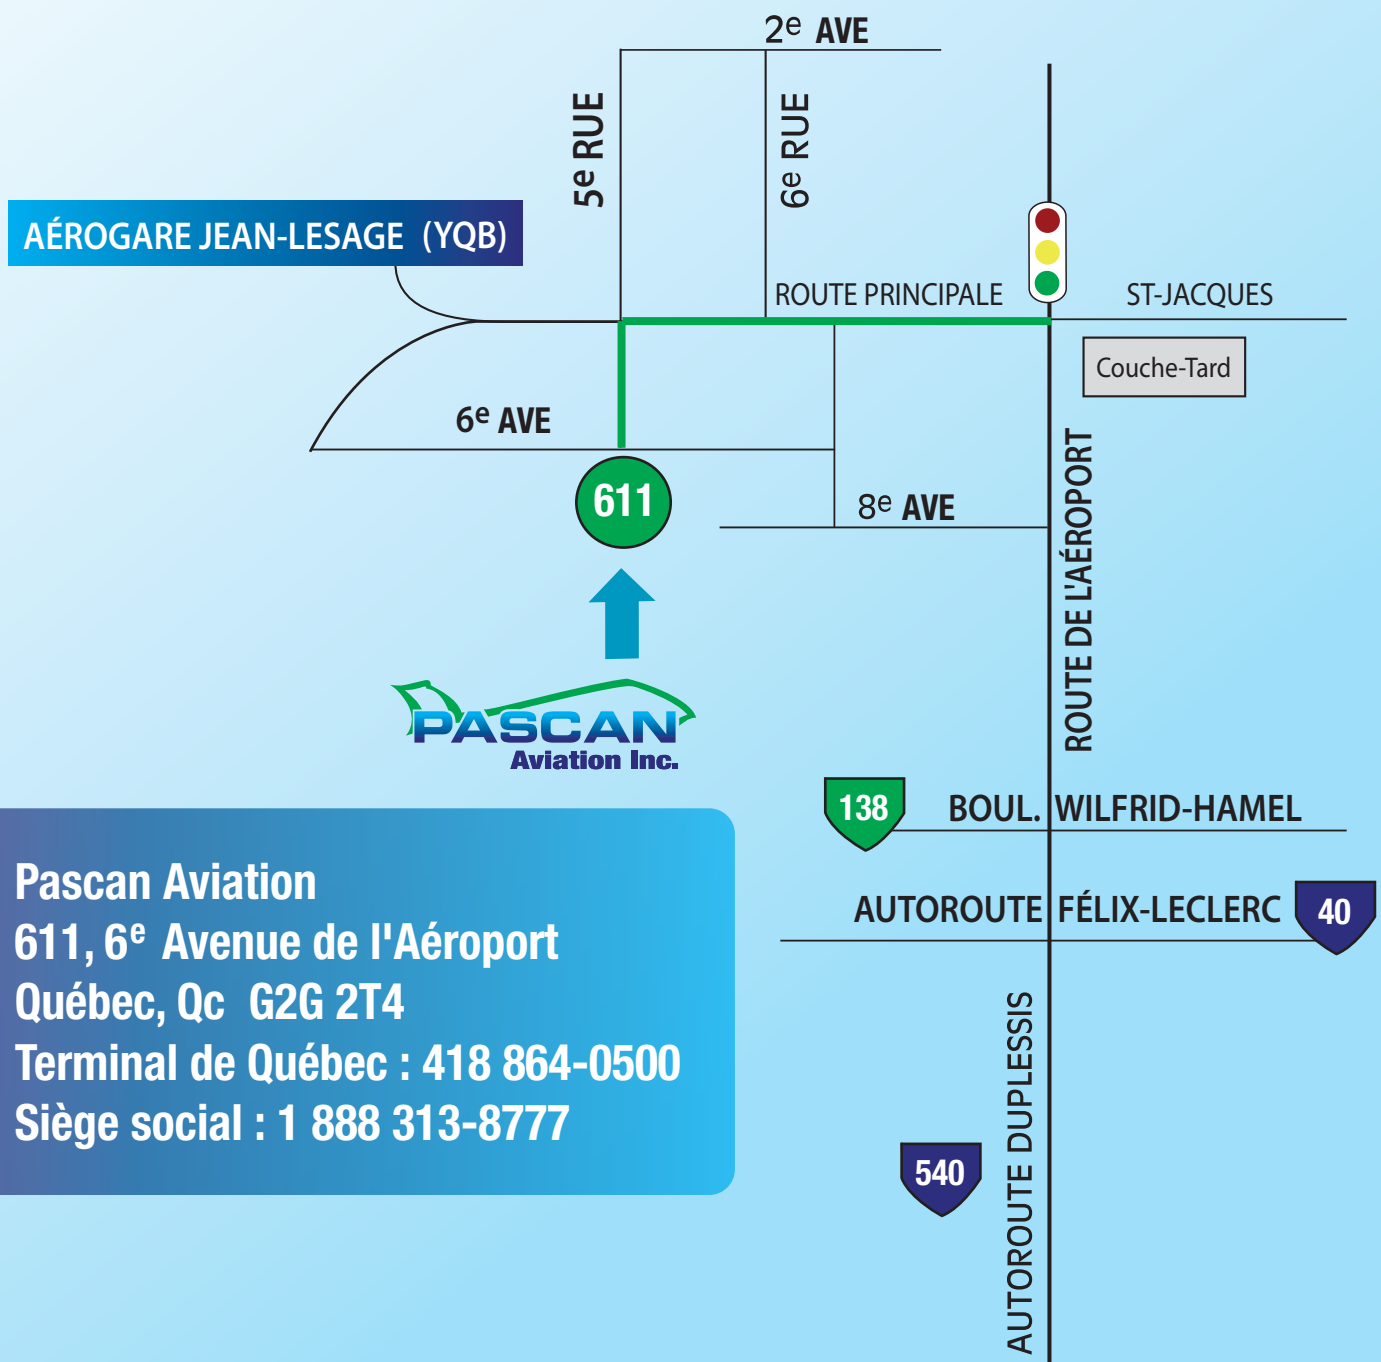 2e AVE
5e RUE
6e RUE
AÉROGARE JEAN-LESAGE (YQB)
ROUTE PRINCIPALE
ST-JACQUES
Couche-Tard
6e AVE
611
8e AVE
ROUTE DE L'AÉROPORT
PASCAN
Aviation Inc.
138
BOUL. WILFRID-HAMEL
AUTOROUTE FÉLIX-LECLERC
40
Pascan Aviation
611, 6e Avenue de l'Aéroport
Québec, Qc G2G 2T4
Terminal de Québec : 418 864-0500
Siège social : 1 888 313-8777
540
AUTOROUTE DUPLESSIS